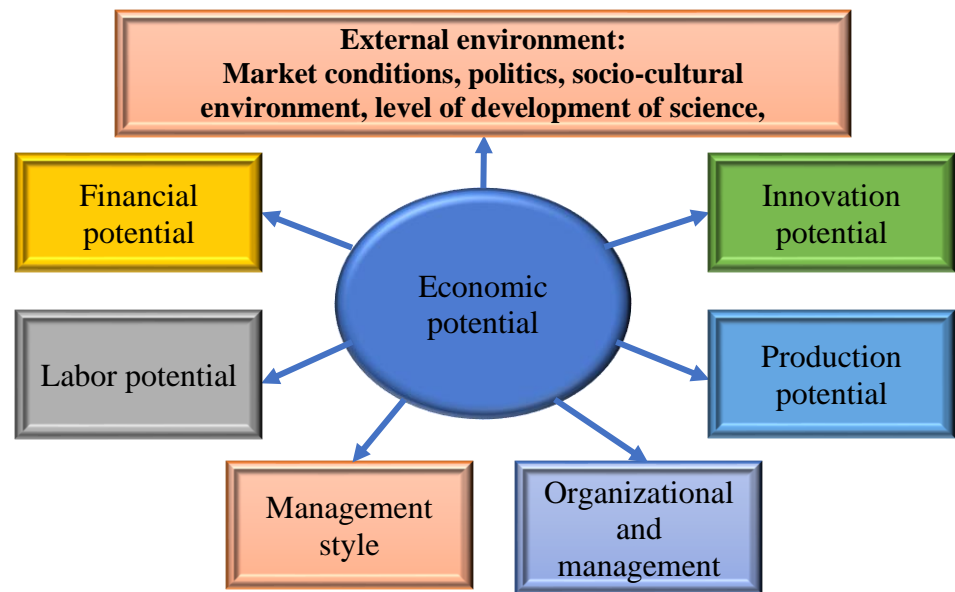 External environment:
Market conditions, politics, socio-cultural
environment, level of development of science,
Financial
potential
Innovation
potential
Economic
potential
Labor potential
Production
potential
Management
style
Organizational
and
management